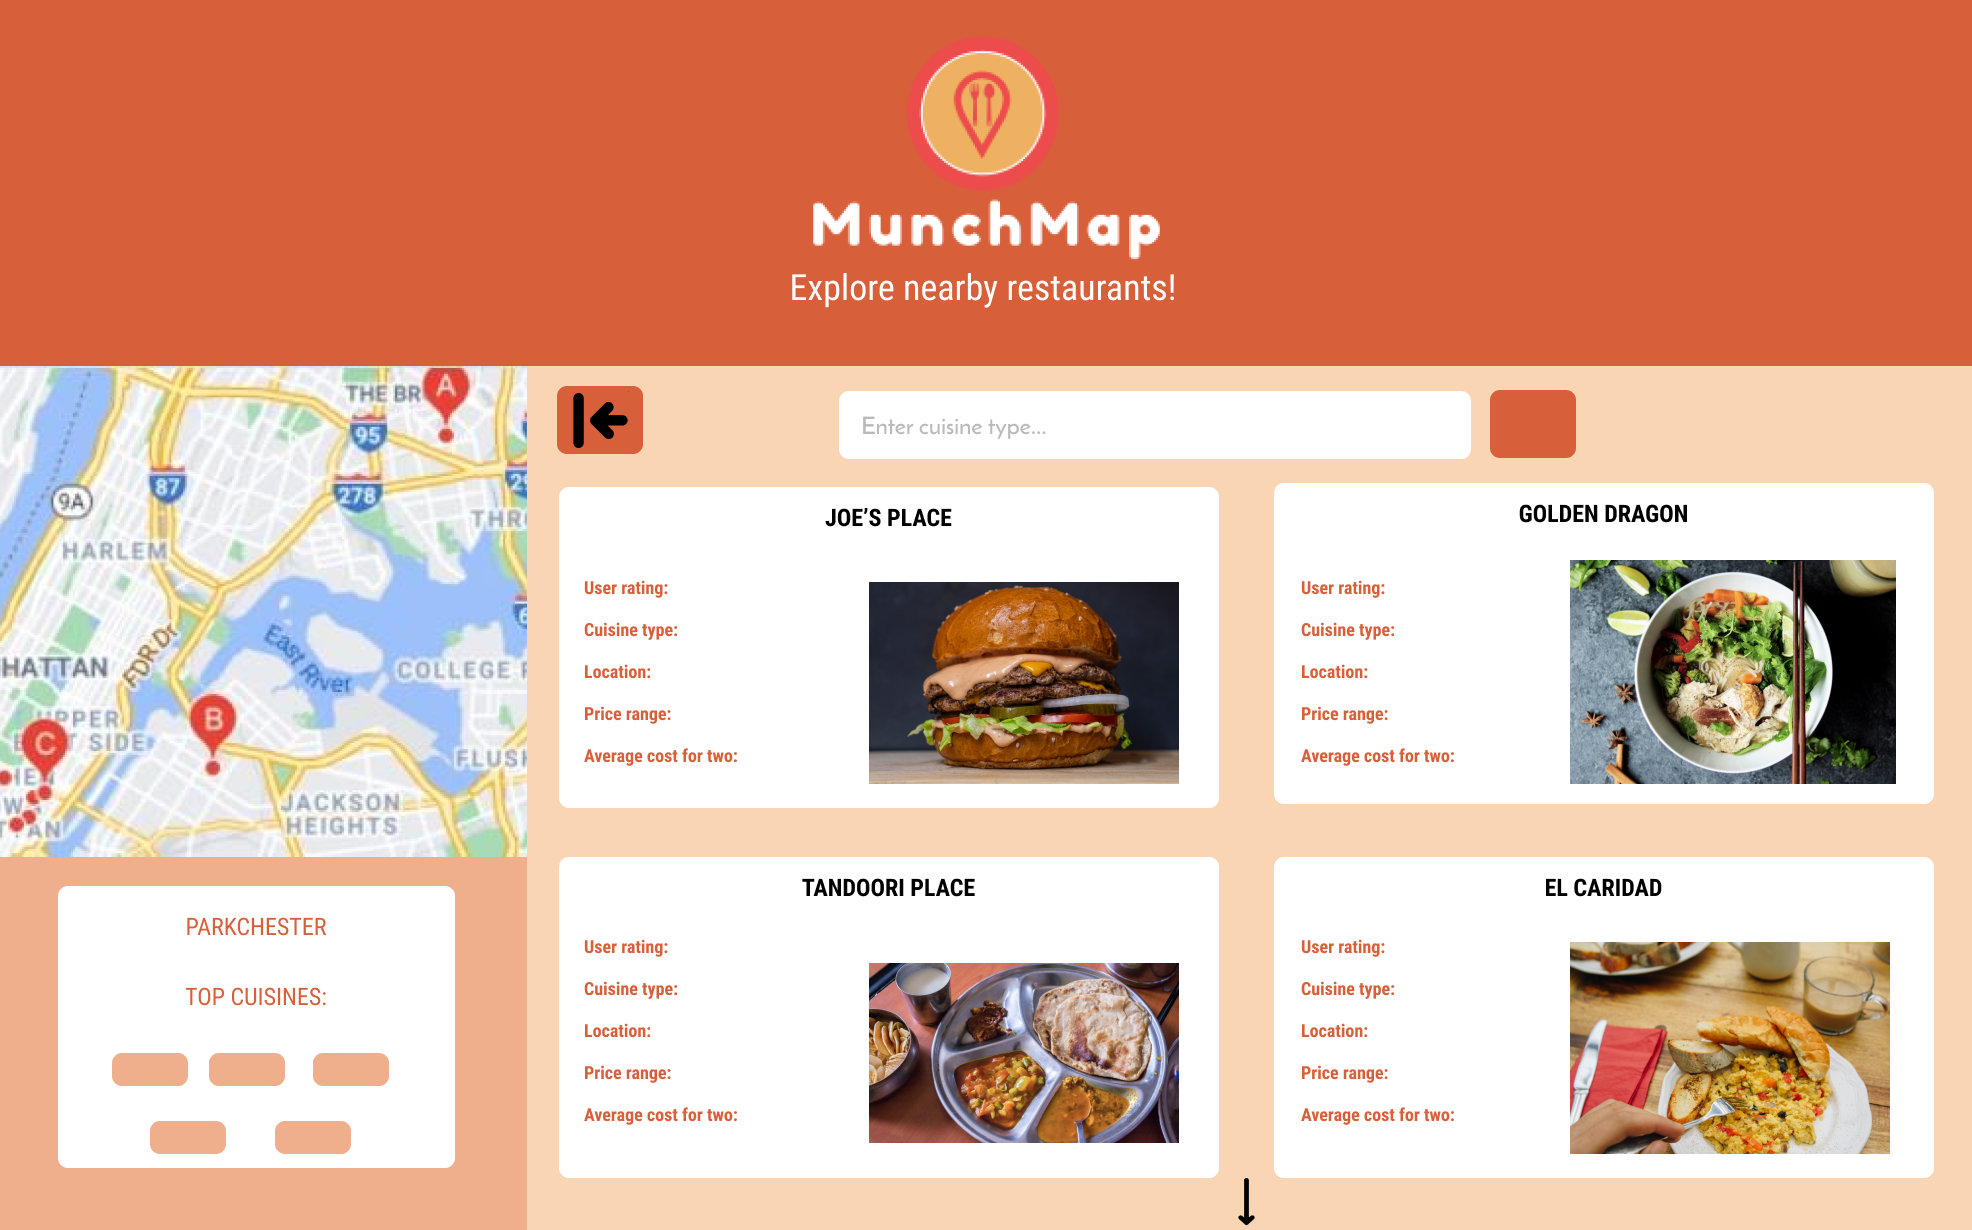 MunchMap
Explore nearby restaurants!
THE BR
A
95
87
278
9A
HARLEM
THR
FDR Dr
East River
HATTAN
COLLEGE
B
UPPER
SIDE
C
FLUSH
JACKSON
HEIGHTS
PARKCHESTER
TOP CUISINES:
Enter cuisine type...
JOE’S PLACE
User rating:
Cuisine type:
Location:
Price range:
Average cost for two:
GOLDEN DRAGON
User rating:
Cuisine type:
Location:
Price range:
Average cost for two:
TANDOORI PLACE
User rating:
Cuisine type:
Location:
Price range:
Average cost for two:
EL CARIDAD
User rating:
Cuisine type:
Location:
Price range:
Average cost for two: